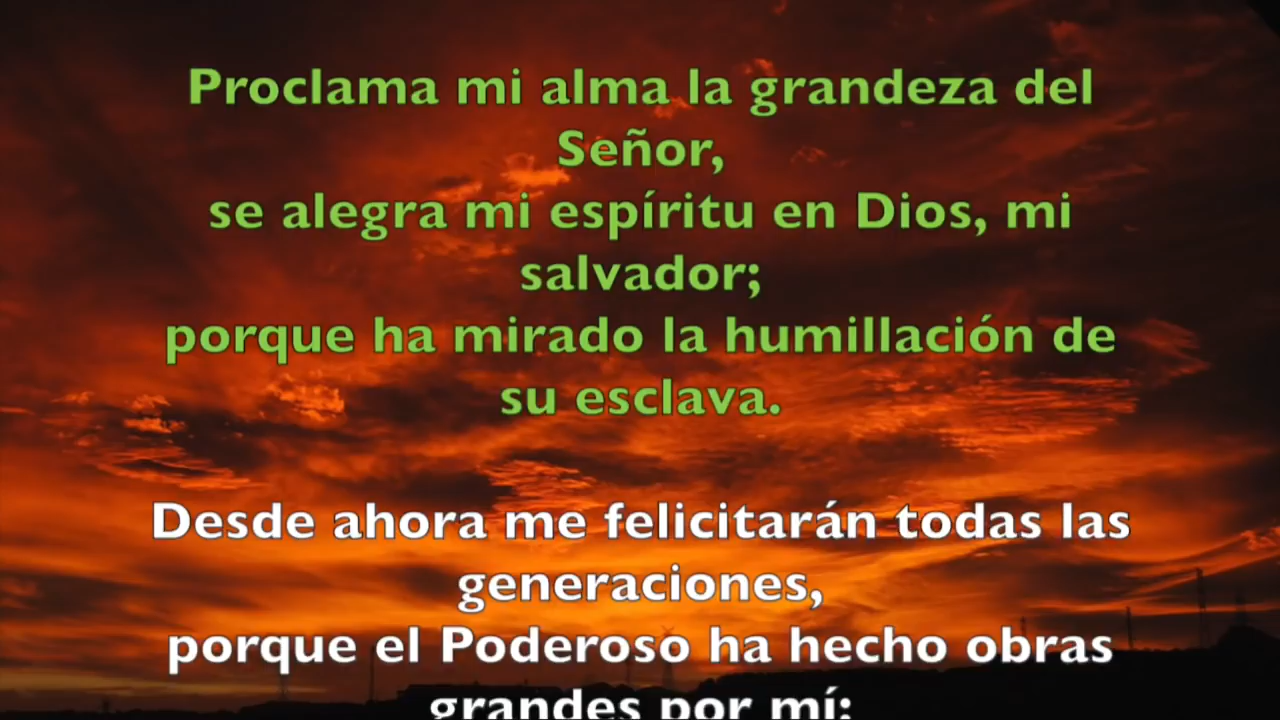 Proclama mi alma la grandeza del
Señor,
se alegra mi espíritu en Dios, mi
salvador;
porque ha mirado la humillación de
su esclava.
Desde ahora me felicitarán todas las
generaciones,
porque el Poderoso ha hecho obras
grandes por mí: